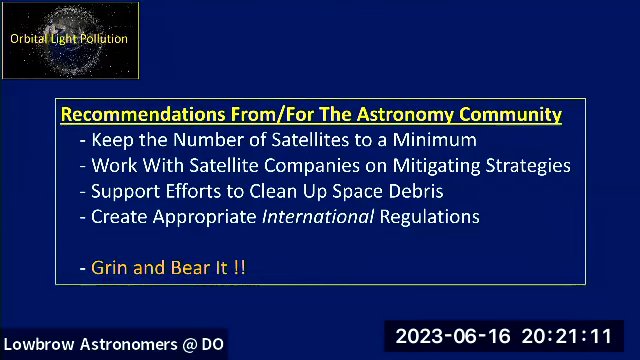 Orbital Light Pollution
Recommendations From/For The Astronomy Community
- Keep the Number of Satellites to a Minimum
- Work With Satellite Companies on Mitigating Strategies
- Support Efforts to Clean Up Space Debris
- Create Appropriate International Regulations
- Grin and Bear It !!
Lowbrow Astronomers @ DO
2023-06-16 20:21:11